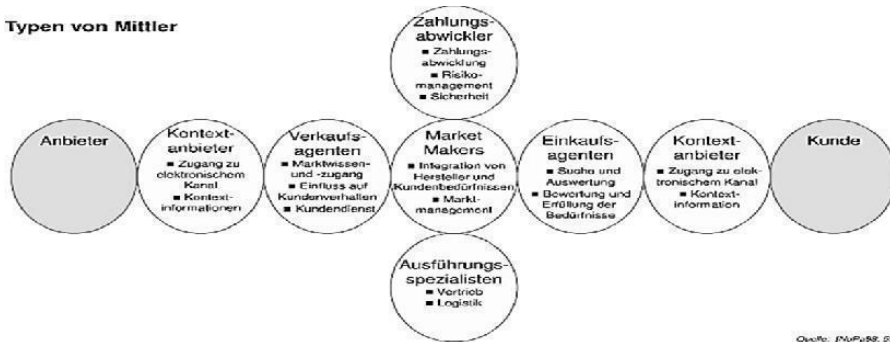 Typen von Mittler
Zahlungs-
abwickler
■ Zahlungs-
abwicklung
■ Risiko-
management
■ Sicherheit
Anbieter
Kontext-
anbieter
■ Zugang zu
elektronischem
Kanal
■ Kontext-
informationen
Verkaufs-
agenten
■ Marktwissen-
und -zugang
■ Einfluss auf
Kundenverhalten
■ Kundendienst
Market
Makers
■ Integration von
Hersteller und
Kundenbedürfnissen
■ Markt-
management
Einkaufs-
agenten
■ Suche und
Auswertung
■ Bewertung und
Erfüllung der
Bedürfnisse
Kontext-
anbieter
■ Zugang zu elek-
tronischem Kanal
■ Kontext-
information
Kunde
Ausführungs-
spezialisten
■ Vertrieb
■ Logistik
Quelle: